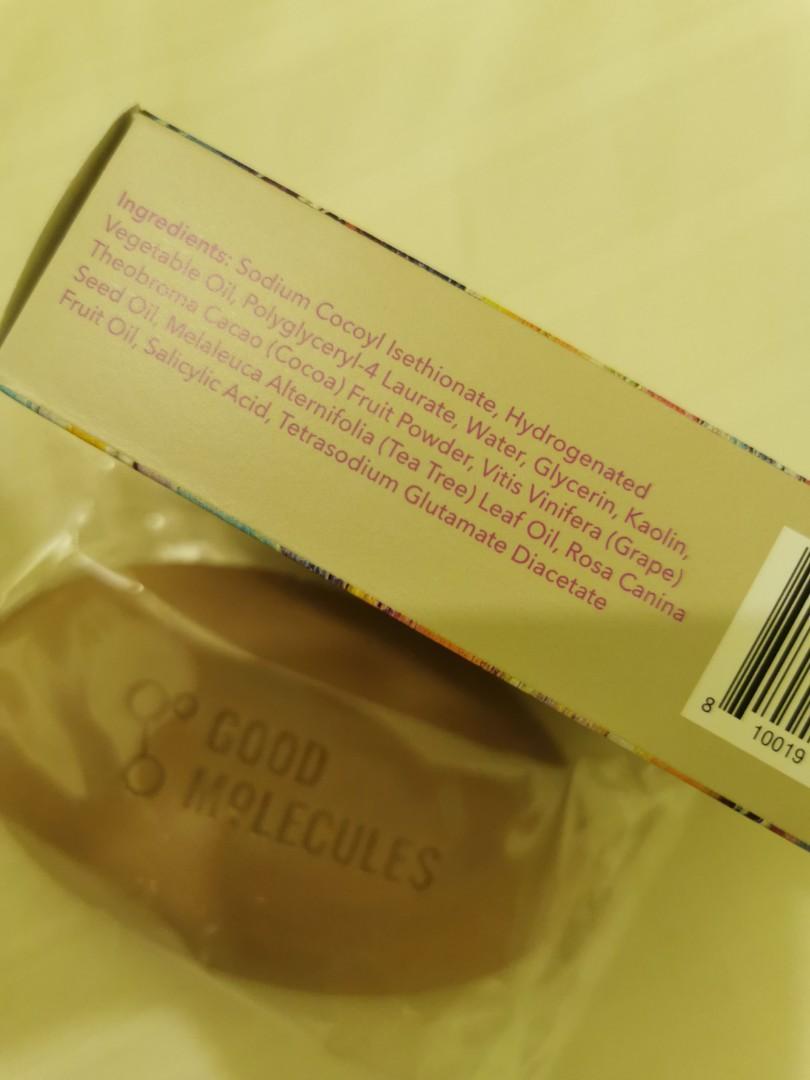 Ingredients: Sodium Cocoyl Isethionate, Hydrogenated
Vegetable Oil, Polyglyceryl-4 Laurate, Water, Glycerin, Kaolin,
Theobroma Cacao (Cocoa) Fruit Powder, Vitis Vinifera (Grape)
Seed Oil, Melaleuca Alternifolia (Tea Tree) Leaf Oil, Rosa Canina
Fruit Oil, Salicylic Acid, Tetrasodium Glutamate Diacetate
8 10019
GOOD
MOLECULES